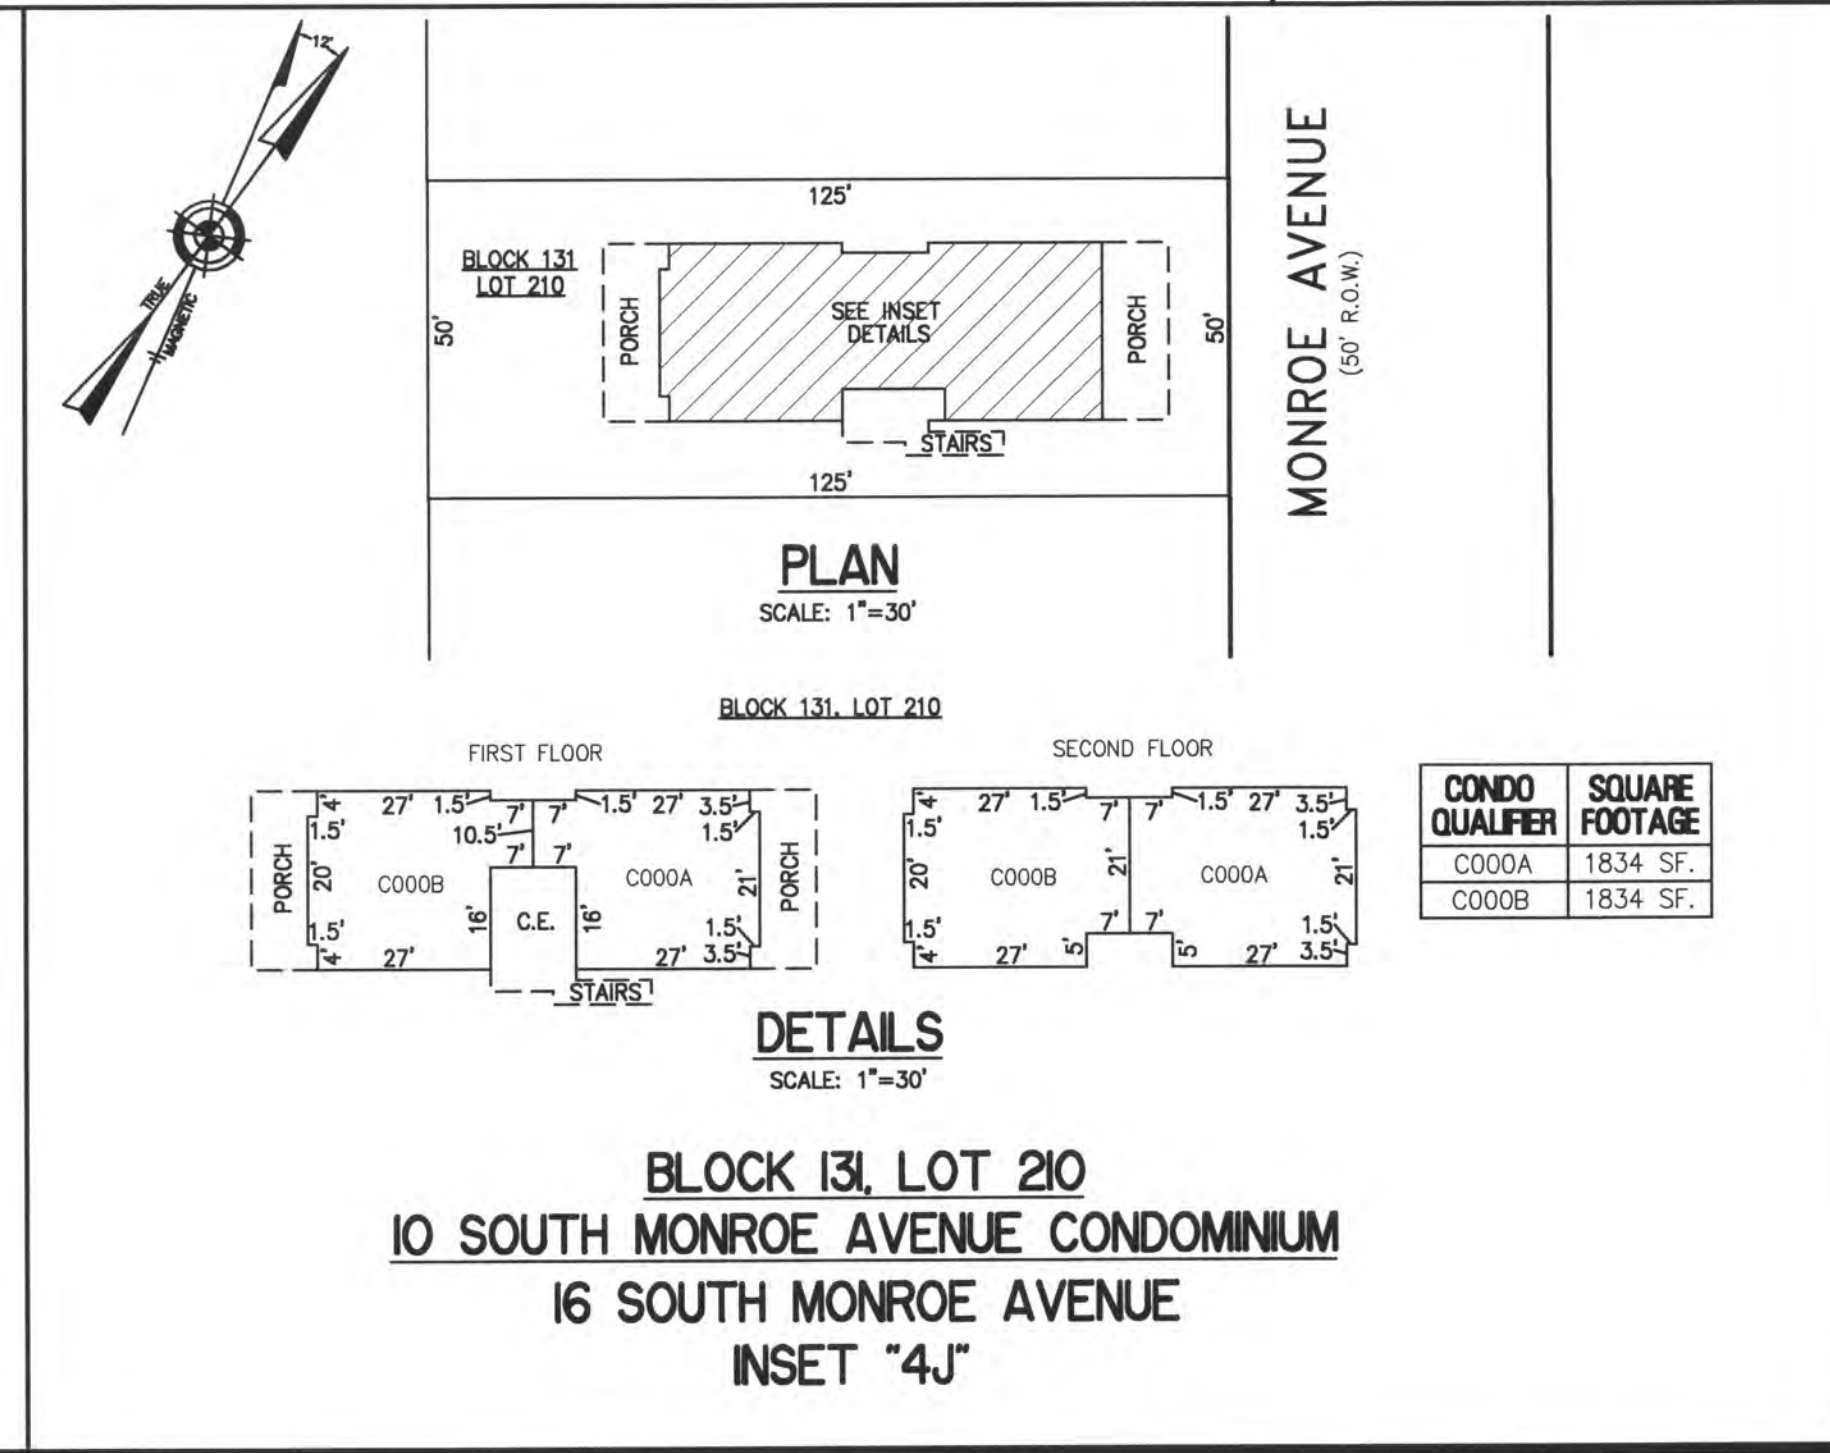 12'
TRUE
MAGNETIC
125'
BLOCK 131
LOT 210
50'
PORCH
SEE INSET
DETAILS
PORCH
50'
STAIRS
125'
MONROE AVENUE
(50' R.O.W.)
PLAN
SCALE: 1"=30'
BLOCK 131, LOT 210
FIRST FLOOR
4' 27' 1.5' 7' 7' 1.5' 27' 3.5'
1.5' 10.5' 1.5'
7' 7'
PORCH 20' C000B C000A 21' PORCH
16' C.E. 16'
1.5' 1.5'
4' 27' 27' 3.5'
STAIRS
SECOND FLOOR
4' 27' 1.5' 7' 7' 1.5' 27' 3.5'
1.5' 1.5'
20' C000B 21' C000A 21'
1.5' 7' 7' 1.5'
4' 27' 5' 5' 27' 3.5'
CONDO QUALIFIER SQUARE FOOTAGE
C000A 1834 SF.
C000B 1834 SF.
DETAILS
SCALE: 1"=30'
BLOCK 131, LOT 210
10 SOUTH MONROE AVENUE CONDOMINIUM
16 SOUTH MONROE AVENUE
INSET "4J"